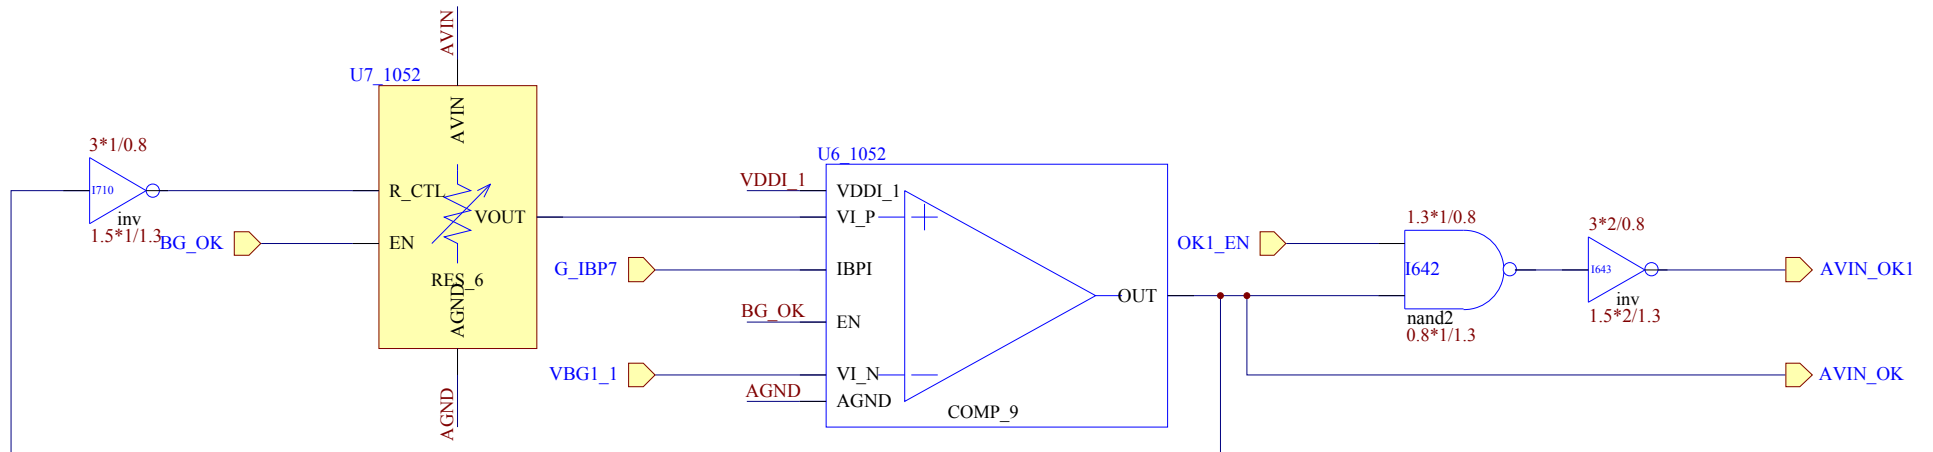 AVIN
U7_1052
AVIN
3*1/0.8
I710
inv
1.5*1/1.3
BG_OK
R_CTL
VOUT
EN
RES_6
AGND
AGND
U6_1052
VDDI_1
VDDI_1
VI_P
G_IBP7
IBPI
BG_OK
EN
OUT
VBG1_1
VI_N
AGND
AGND
COMP_9
1.3*1/0.8
OK1_EN
I642
nand2
0.8*1/1.3
3*2/0.8
I643
inv
1.5*2/1.3
AVIN_OK1
AVIN_OK